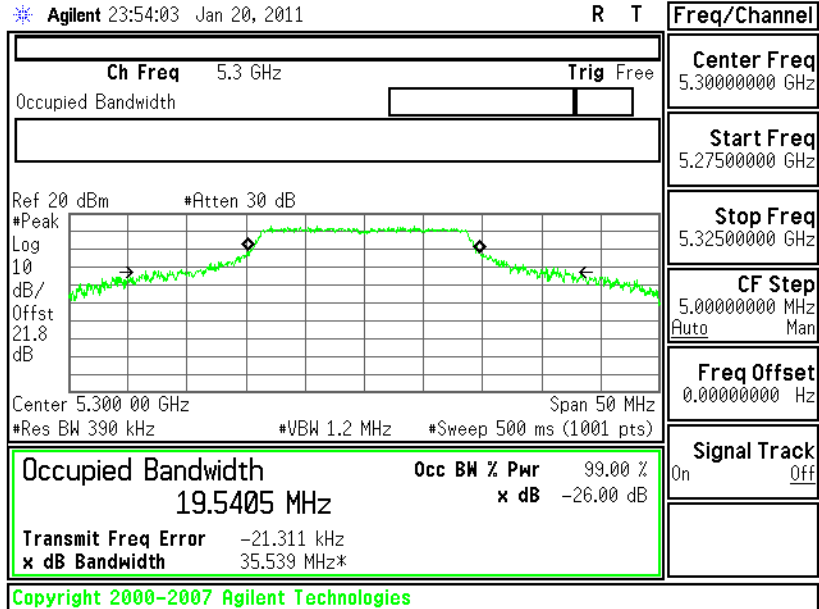 Agilent 23:54:03 Jan 20, 2011 R T
Freq/Channel
Ch Freq 5.3 GHz Trig Free
Occupied Bandwidth
Center Freq
5.30000000 GHz
Start Freq
5.27500000 GHz
Stop Freq
5.32500000 GHz
CF Step
5.00000000 MHz
Auto Man
Freq Offset
0.00000000 Hz
Signal Track
On Off
Ref 20 dBm #Atten 30 dB
#Peak
Log
10
dB/
Offst
21.8
dB
Center 5.300 00 GHz Span 50 MHz
#Res BW 390 kHz #VBW 1.2 MHz #Sweep 500 ms (1001 pts)
Occupied Bandwidth
19.5405 MHz
Occ BW % Pwr 99.00 %
x dB -26.00 dB
Transmit Freq Error -21.311 kHz
x dB Bandwidth 35.539 MHz*
Copyright 2000-2007 Agilent Technologies